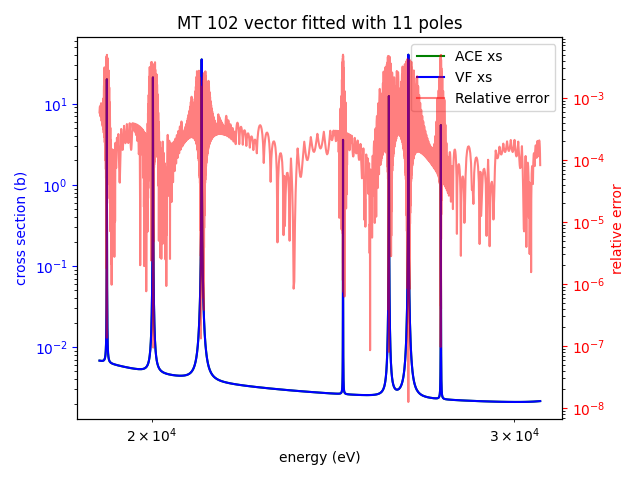 MT 102 vector fitted with 11 poles
ACE xs
VF xs
Relative error
cross section (b)
10¹
10⁰
10⁻¹
10⁻²
relative error
10⁻³
10⁻⁴
10⁻⁵
10⁻⁶
10⁻⁷
10⁻⁸
2 × 10⁴
3 × 10⁴
energy (eV)